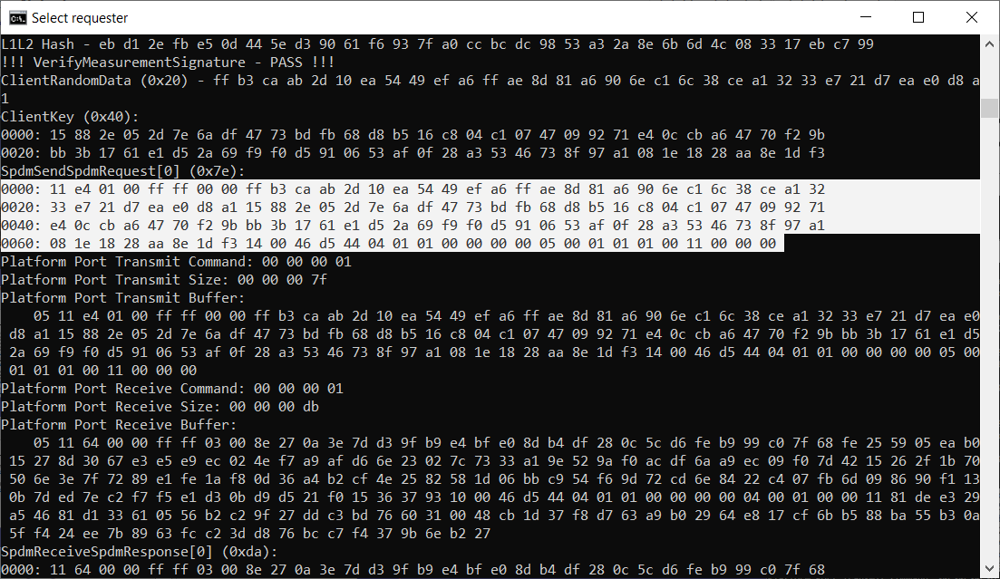 Select requester
L1L2 Hash - eb d1 2e fb e5 0d 44 5e d3 90 61 f6 93 7f a0 cc bc dc 98 53 a3 2a 8e 6b 6d 4c 08 33 17 eb c7 99
!!! VerifyMeasurementSignature - PASS !!!
ClientRandomData (0x20) - ff b3 ca ab 2d 10 ea 54 49 ef a6 ff ae 8d 81 a6 90 6e c1 6c 38 ce a1 32 33 e7 21 d7 ea e0 d8 a
1
ClientKey (0x40):
0000: 15 88 2e 05 2d 7e 6a df 47 73 bd fb 68 d8 b5 16 c8 04 c1 07 47 09 92 71 e4 0c cb a6 47 70 f2 9b
0020: bb 3b 17 61 e1 d5 2a 69 f9 f0 d5 91 06 53 af 0f 28 a3 53 46 73 8f 97 a1 08 1e 18 28 aa 8e 1d f3
SpdmSendSpdmRequest[0] (0x7e):
0000: 11 e4 01 00 ff ff 00 00 ff b3 ca ab 2d 10 ea 54 49 ef a6 ff ae 8d 81 a6 90 6e c1 6c 38 ce a1 32
0020: 33 e7 21 d7 ea e0 d8 a1 15 88 2e 05 2d 7e 6a df 47 73 bd fb 68 d8 b5 16 c8 04 c1 07 47 09 92 71
0040: e4 0c cb a6 47 70 f2 9b bb 3b 17 61 e1 d5 2a 69 f9 f0 d5 91 06 53 af 0f 28 a3 53 46 73 8f 97 a1
0060: 08 1e 18 28 aa 8e 1d f3 14 00 46 d5 44 04 01 01 00 00 00 00 05 00 01 01 01 00 11 00 00 00
Platform Port Transmit Command: 00 00 00 01
Platform Port Transmit Size: 00 00 00 7f
Platform Port Transmit Buffer:
05 11 e4 01 00 ff ff 00 00 ff b3 ca ab 2d 10 ea 54 49 ef a6 ff ae 8d 81 a6 90 6e c1 6c 38 ce a1 32 33 e7 21 d7 ea e0
d8 a1 15 88 2e 05 2d 7e 6a df 47 73 bd fb 68 d8 b5 16 c8 04 c1 07 47 09 92 71 e4 0c cb a6 47 70 f2 9b bb 3b 17 61 e1 d5
2a 69 f9 f0 d5 91 06 53 af 0f 28 a3 53 46 73 8f 97 a1 08 1e 18 28 aa 8e 1d f3 14 00 46 d5 44 04 01 01 00 00 00 00 05 00
01 01 01 00 11 00 00 00
Platform Port Receive Command: 00 00 00 01
Platform Port Receive Size: 00 00 00 db
Platform Port Receive Buffer:
05 11 64 00 00 ff ff 03 00 8e 27 0a 3e 7d d3 9f b9 e4 bf e0 8d b4 df 28 0c 5c d6 fe b9 99 c0 7f 68 fe 25 59 05 ea b0
15 27 8d 30 67 e3 e5 e9 ec 02 4e f7 a9 af d6 6e 23 02 7c 73 33 a1 9e 52 9a f0 ac df 6a a9 ec 09 f0 7d 42 15 26 2f 1b 70
50 6e 3e 7f 72 89 e1 fe 1a f8 0d 36 a4 b2 cf 4e 25 82 58 1d 06 bb c9 54 f6 9d 72 cd 6e 84 22 c4 07 fb 6d 09 86 90 f1 13
0b 7d ed 7e c2 f7 f5 e1 d3 0b d9 d5 21 f0 15 36 37 93 10 00 46 d5 44 04 01 01 00 00 00 00 04 00 01 00 00 11 81 de e3 29
a5 46 81 d1 33 61 05 56 b2 c2 9f 27 dd c3 bd 76 60 31 00 48 cb 1d 37 f8 d7 63 a9 b0 29 64 e8 17 cf 6b b5 88 ba 55 b3 0a
5f f4 24 ee 7b 89 63 fc c2 3d d8 76 bc c7 f4 37 9b 6e b2 27
SpdmReceiveSpdmResponse[0] (0xda):
0000: 11 64 00 00 ff ff 03 00 8e 27 0a 3e 7d d3 9f b9 e4 bf e0 8d b4 df 28 0c 5c d6 fe b9 99 c0 7f 68